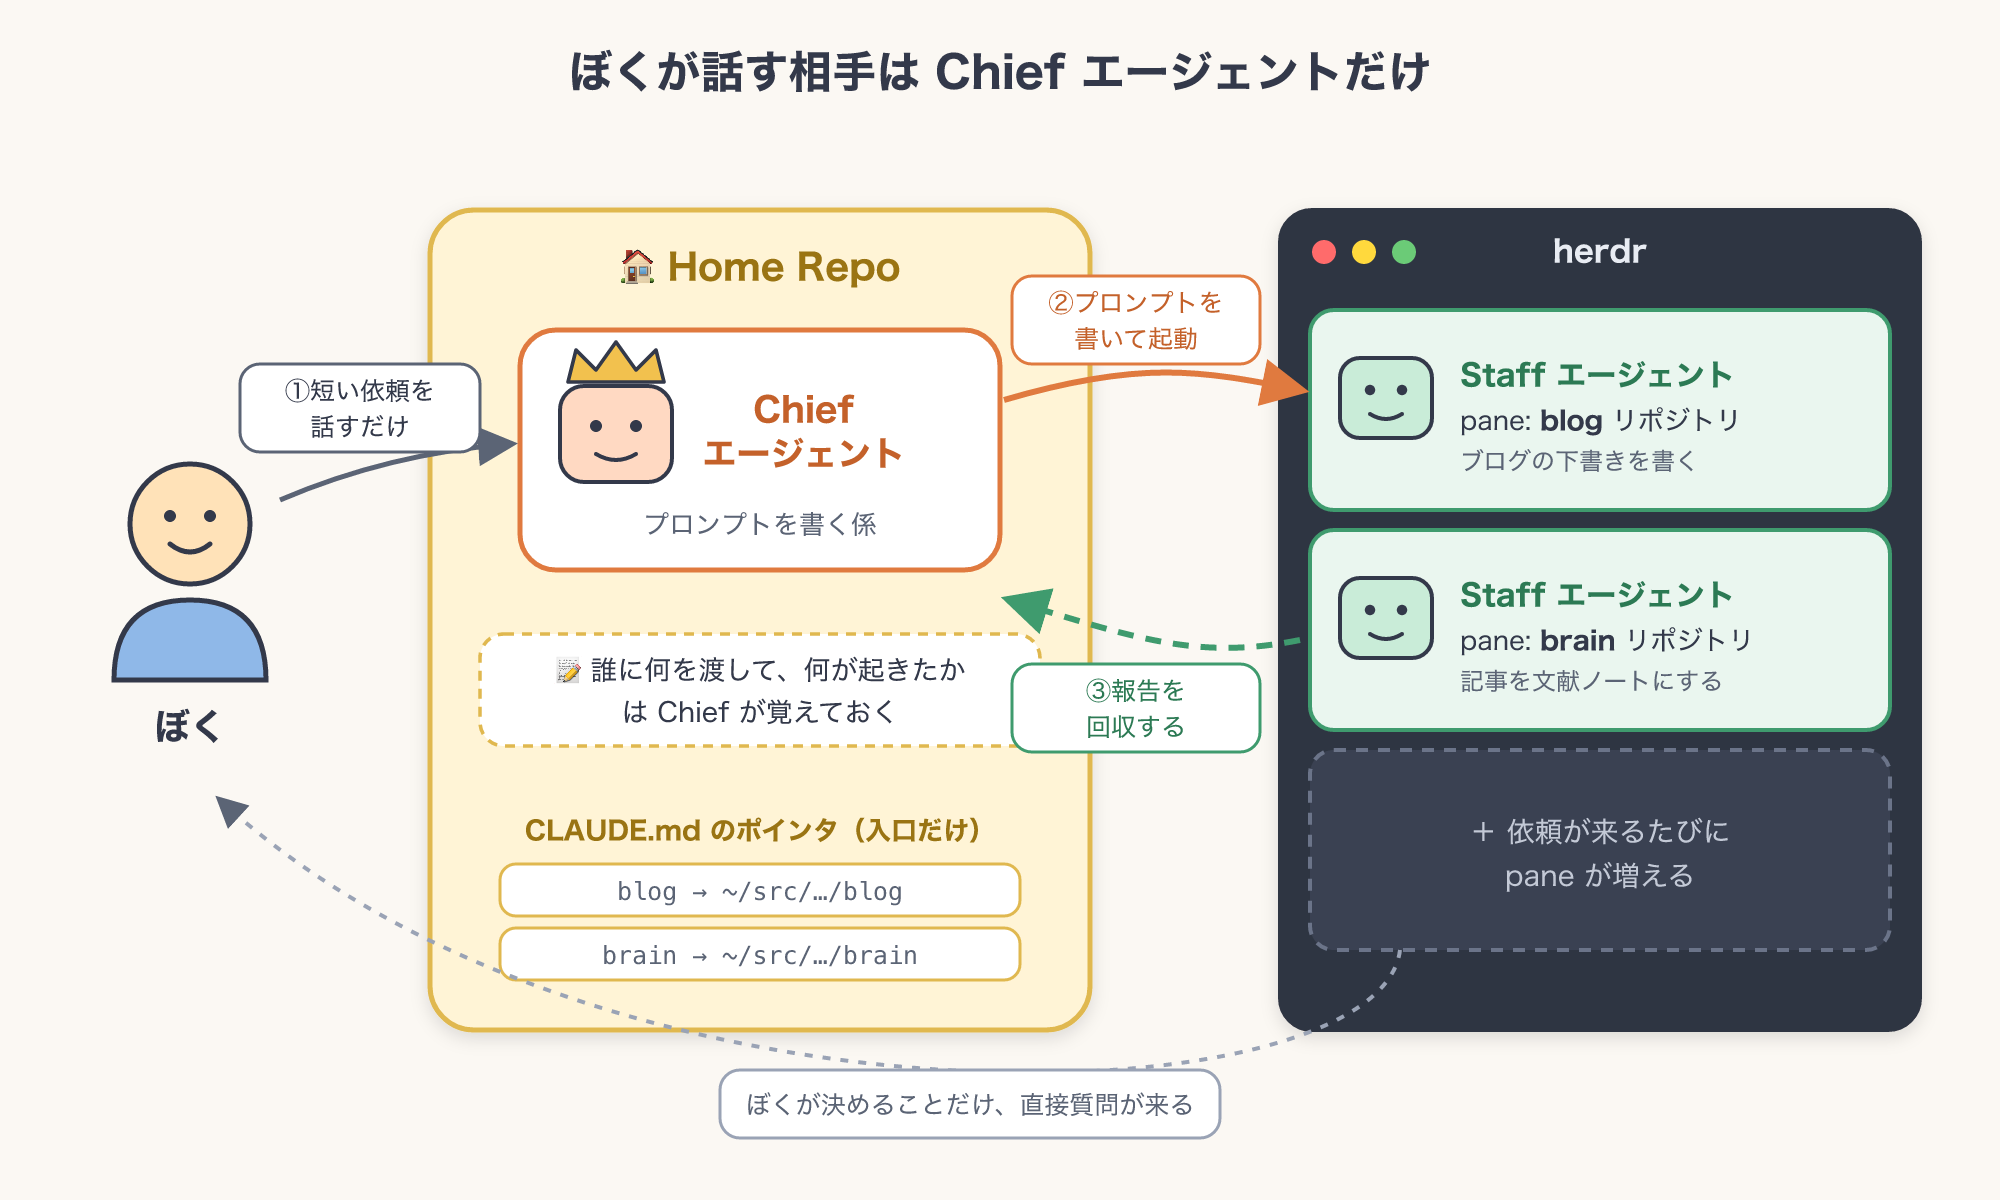 ぼくが話す相手は Chief エージェントだけ
🏠 Home Repo
①短い依頼を
話すだけ
Chief
エージェント
プロンプトを書く係
ぼく
📝 誰に何を渡して、何が起きたか
は Chief が覚えておく
CLAUDE.md のポインタ（入口だけ）
blog → ~/src/…/blog
brain → ~/src/…/brain
②プロンプトを
書いて起動
③報告を
回収する
herdr
Staff エージェント
pane: blog リポジトリ
ブログの下書きを書く
Staff エージェント
pane: brain リポジトリ
記事を文献ノートにする
＋ 依頼が来るたびに
pane が増える
ぼくが決めることだけ、直接質問が来る